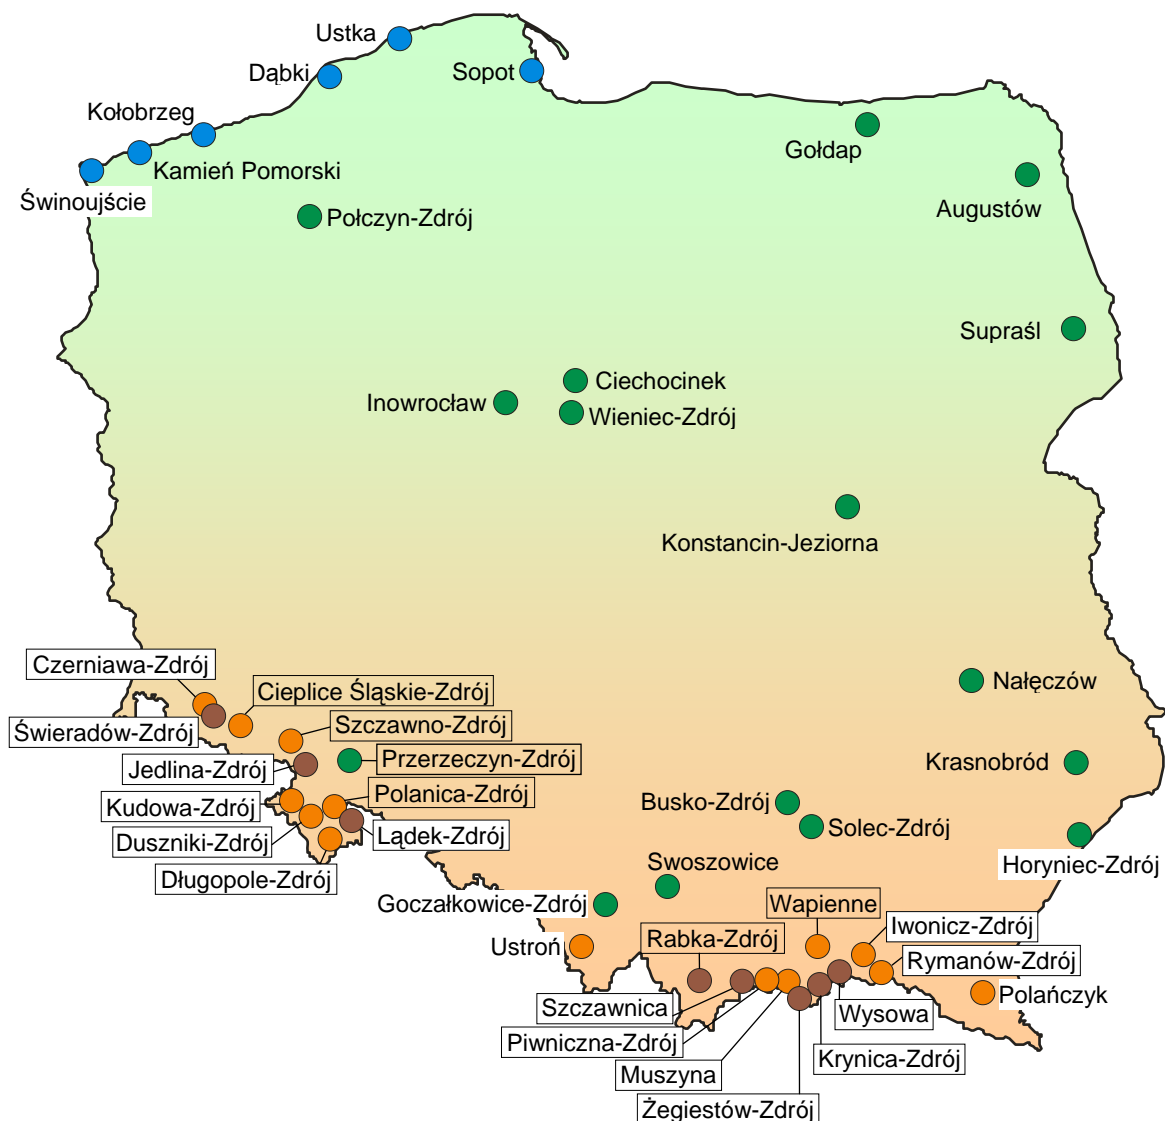 Ustka
Dąbki
Sopot
Kołobrzeg
Gołdap
Kamień Pomorski
Świnoujście
Augustów
Połczyn-Zdrój
Supraśl
Ciechocinek
Inowrocław
Wieniec-Zdrój
Konstancin-Jeziorna
Czerniawa-Zdrój
Nałęczów
Cieplice Śląskie-Zdrój
Szczawno-Zdrój
Świeradów-Zdrój
Przerzeczyn-Zdrój
Krasnobród
Jedlina-Zdrój
Polanica-Zdrój
Busko-Zdrój
Kudowa-Zdrój
Solec-Zdrój
Lądek-Zdrój
Duszniki-Zdrój
Swoszowice
Horyniec-Zdrój
Długopole-Zdrój
Goczałkowice-Zdrój
Wapienne
Iwonicz-Zdrój
Rabka-Zdrój
Ustroń
Rymanów-Zdrój
Polańczyk
Szczawnica
Wysowa
Piwniczna-Zdrój
Krynica-Zdrój
Muszyna
Żegiestów-Zdrój